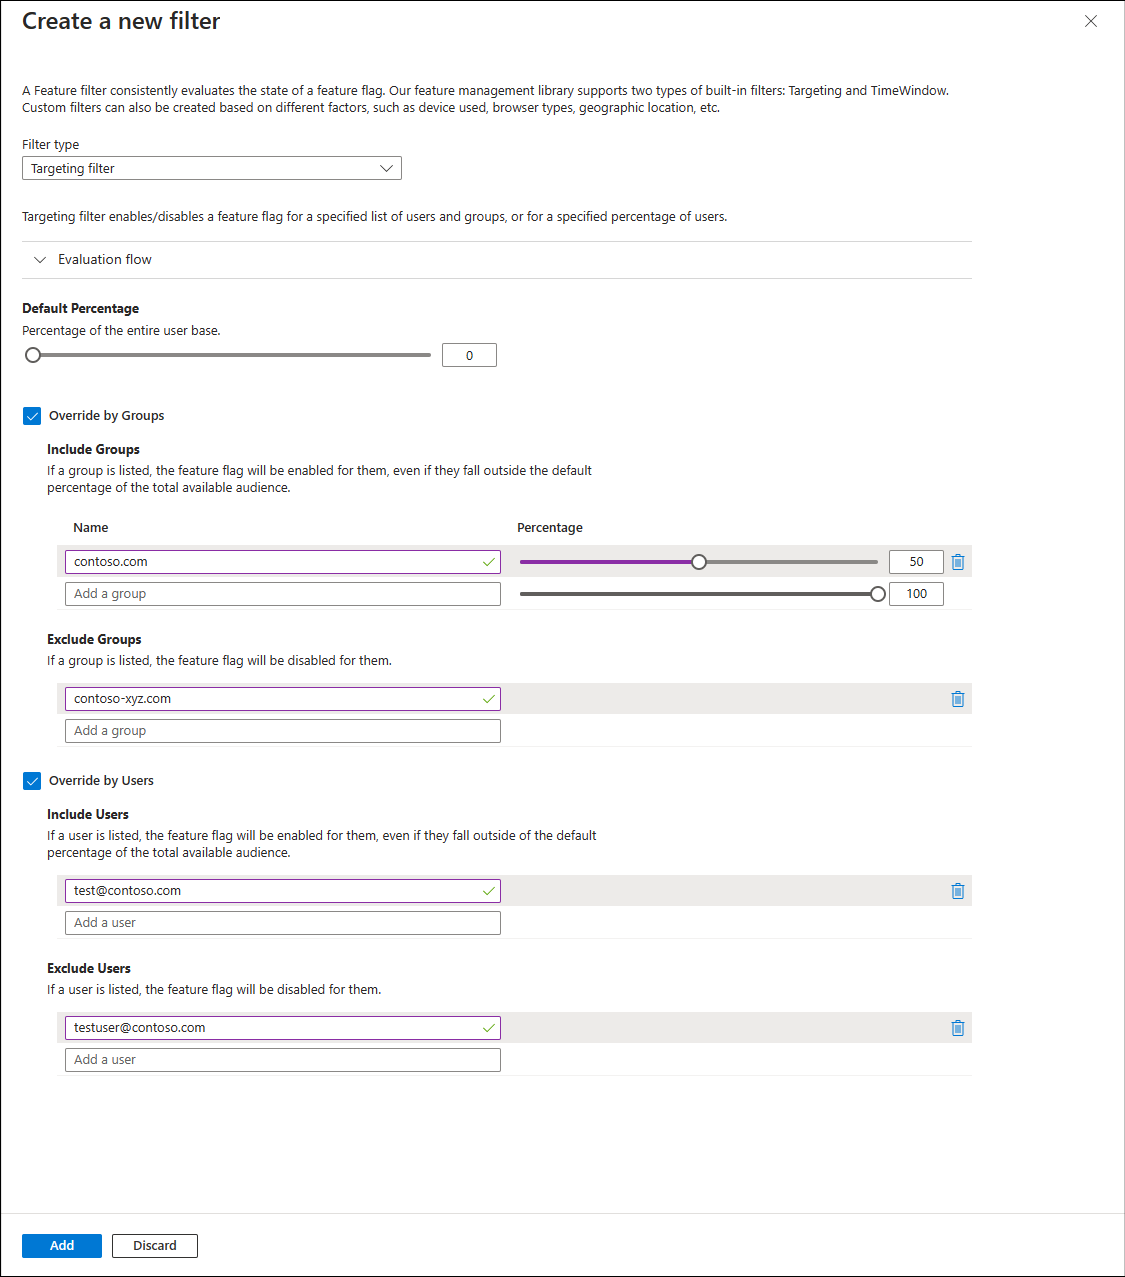 Create a new filter
A Feature filter consistently evaluates the state of a feature flag. Our feature management library supports two types of built-in filters: Targeting and TimeWindow.
Custom filters can also be created based on different factors, such as device used, browser types, geographic location, etc.
Filter type
Targeting filter
Targeting filter enables/disables a feature flag for a specified list of users and groups, or for a specified percentage of users.
Evaluation flow
Default Percentage
Percentage of the entire user base.
0
Override by Groups
Include Groups
If a group is listed, the feature flag will be enabled for them, even if they fall outside the default
percentage of the total available audience.
Name Percentage
contoso.com 50
Add a group 100
Exclude Groups
If a group is listed, the feature flag will be disabled for them.
contoso-xyz.com
Add a group
Override by Users
Include Users
If a user is listed, the feature flag will be enabled for them, even if they fall outside of the default
percentage of the total available audience.
test@contoso.com
Add a user
Exclude Users
If a user is listed, the feature flag will be disabled for them.
testuser@contoso.com
Add a user
Add Discard